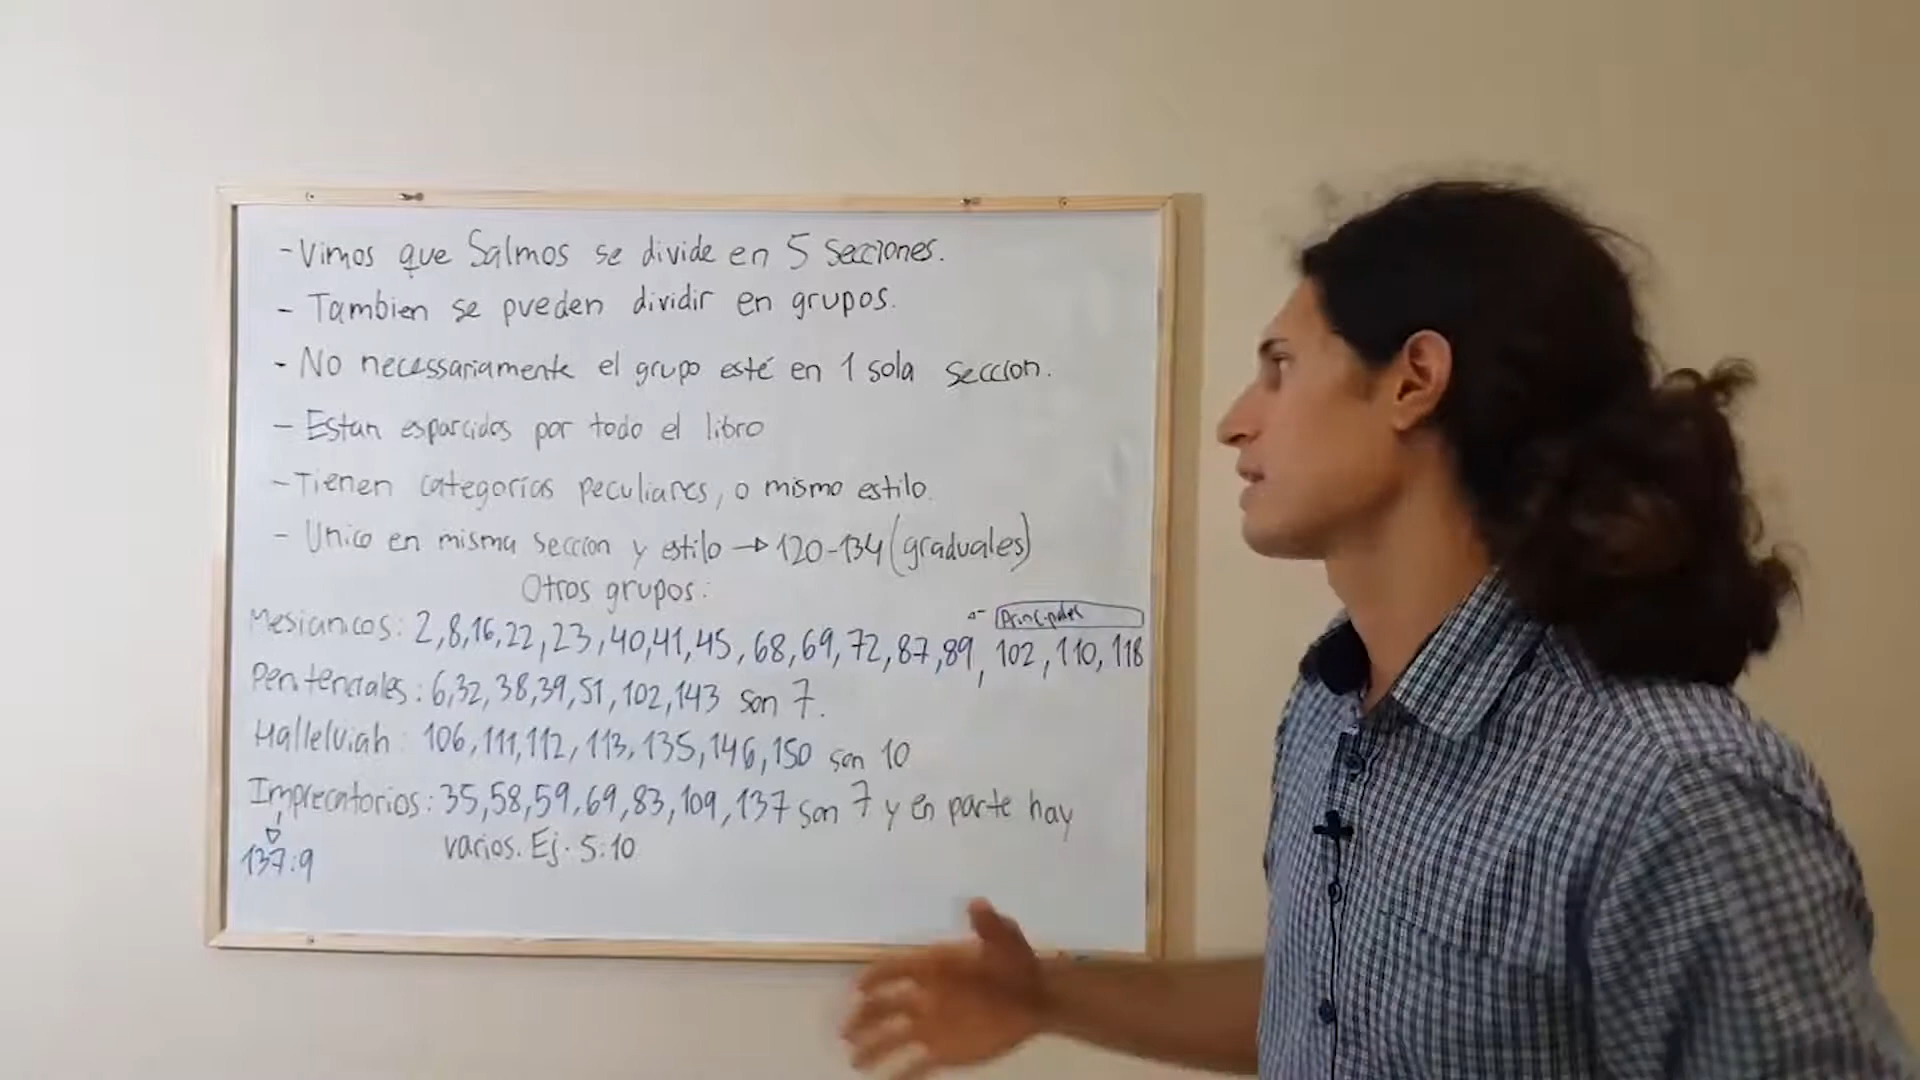 - Vimos que Salmos se divide en 5 secciones.
- Tambien se pueden dividir en grupos.
- No necessariamente el grupo esté en 1 sola seccion.
- Estan esparcidos por todo el libro
- Tienen categorías peculiares, o mismo estilo.
- Unico en misma seccion y estilo → 120-134 (graduales)
Otros grupos:
Principales
Mesianicos: 2,8,16,22,23,40,41,45,68,69,72,87,89,102,110,118
Penitenciales: 6,32,38,39,51,102,143 son 7.
Halleluiah: 106,111,112,113,135,146,150 son 10
Imprecatorios: 35,58,59,69,83,109,137 son 7 y en parte hay
varios. Ej. 5:10
137:9